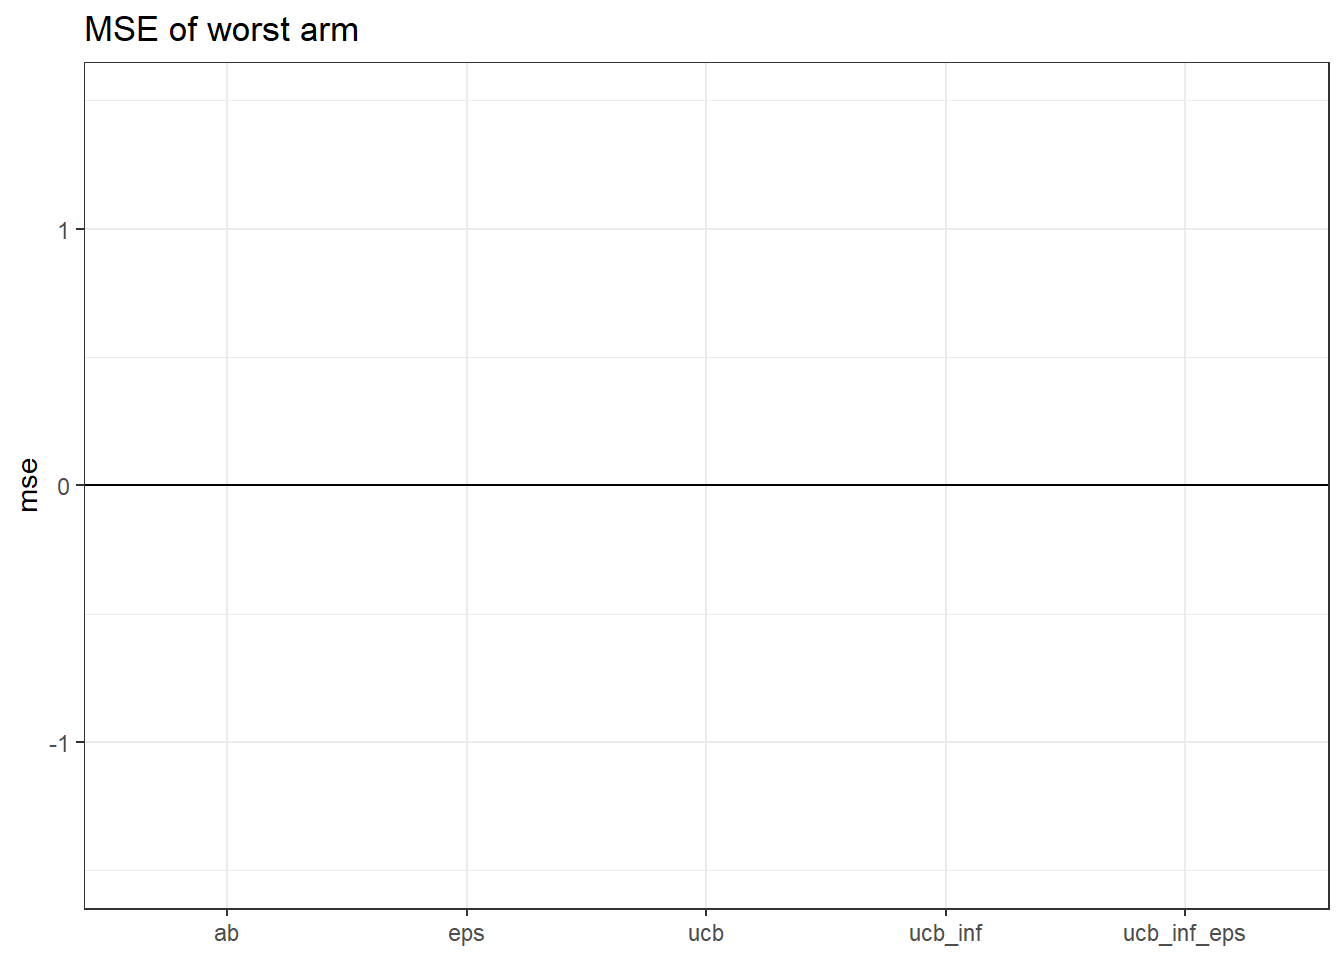 MSE of worst arm
mse
1
0
-1
ab
eps
ucb
ucb_inf
ucb_inf_eps